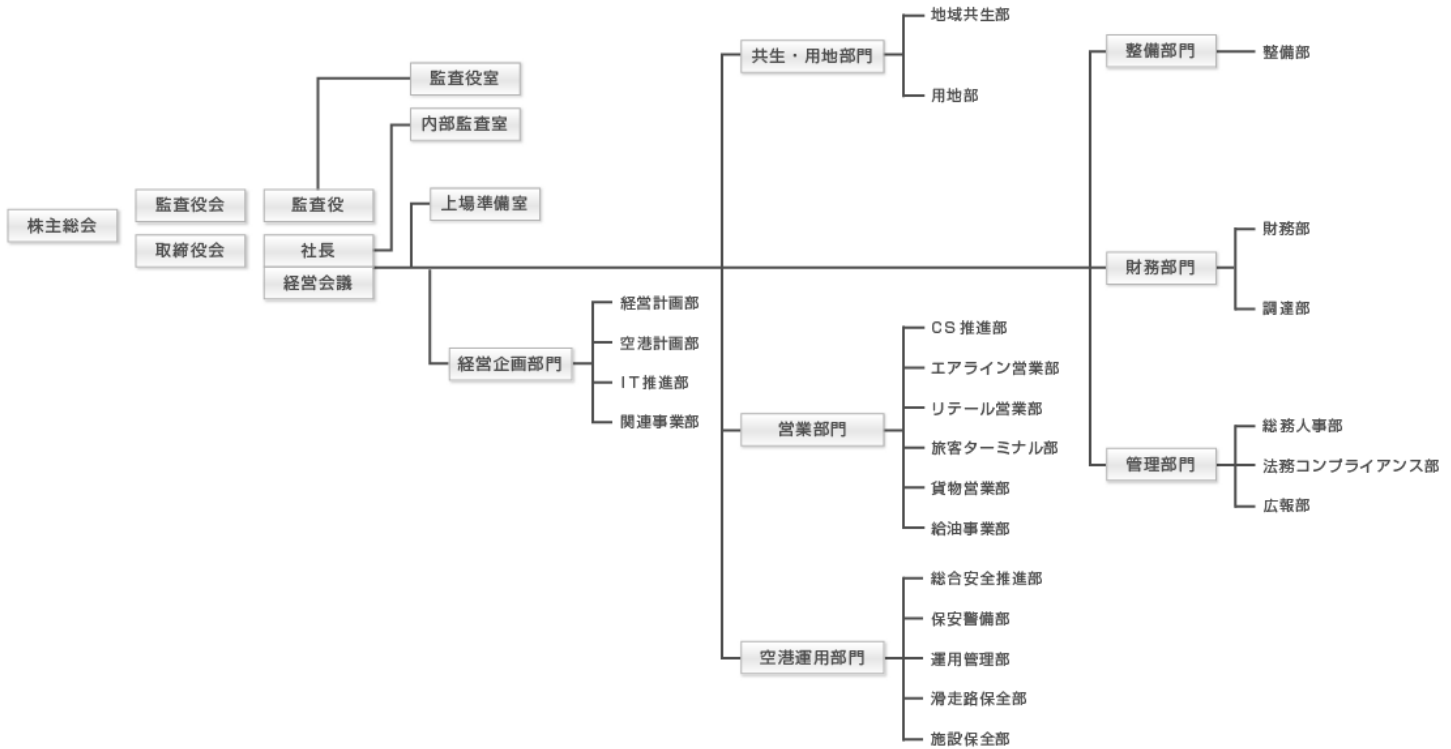 株主総会
監査役会
取締役会
監査役
社長
経営会議
監査役室
内部監査室
上場準備室
経営企画部門
経営計画部
空港計画部
IT推進部
関連事業部
共生・用地部門
地域共生部
用地部
営業部門
CS推進部
エアライン営業部
リテール営業部
旅客ターミナル部
貨物営業部
給油事業部
空港運用部門
総合安全推進部
保安警備部
運用管理部
滑走路保全部
施設保全部
整備部門
整備部
財務部門
財務部
調達部
管理部門
総務人事部
法務コンプライアンス部
広報部